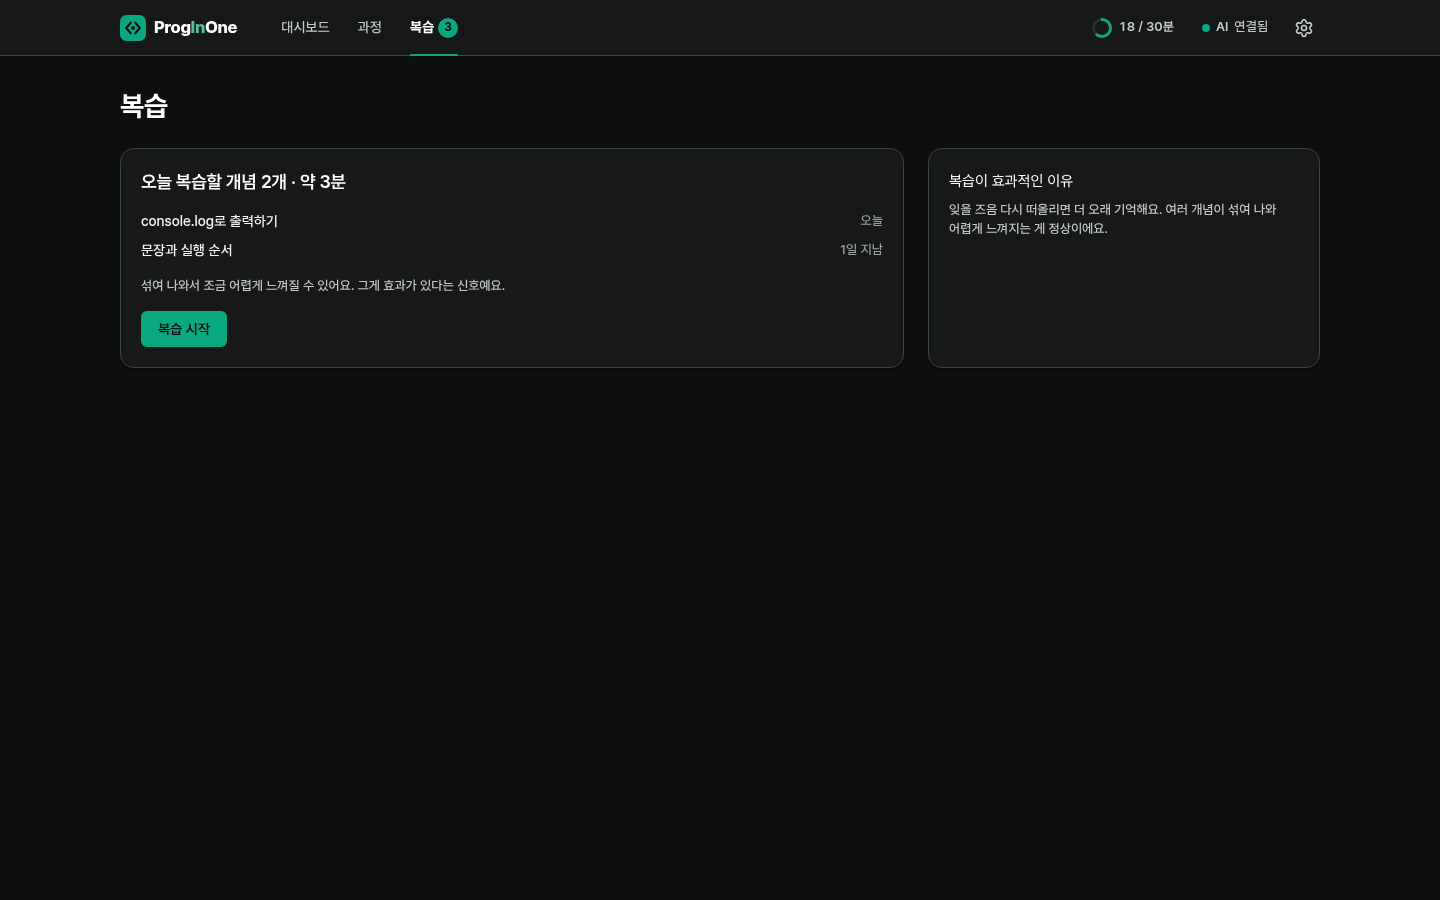 ProgInOne 대시보드 과정 복습 3 18 / 30분 AI 연결됨
복습
오늘 복습할 개념 2개 · 약 3분
console.log로 출력하기 오늘
문장과 실행 순서 1일 지남
섞여 나와서 조금 어렵게 느껴질 수 있어요. 그게 효과가 있다는 신호예요.
복습 시작
복습이 효과적인 이유
잊을 즈음 다시 떠올리면 더 오래 기억해요. 여러 개념이 섞여 나와
어렵게 느껴지는 게 정상이에요.